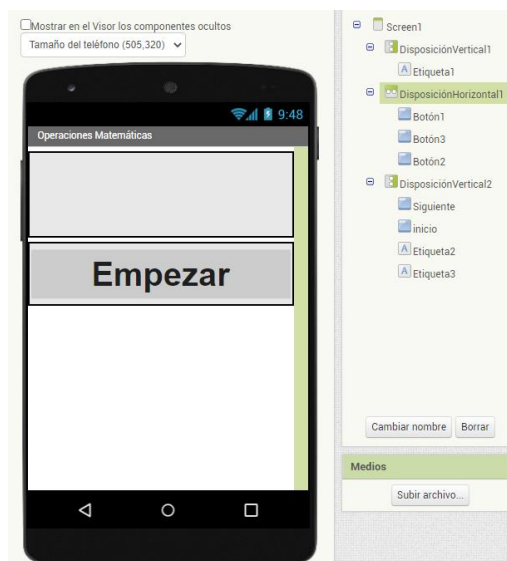 Mostrar en el Visor los componentes ocultos
Tamaño del teléfono (505,320)
9:48
Operaciones Matemáticas
Empezar
Screen1
DisposiciónVertical1
Etiqueta1
DisposiciónHorizontal1
Botón1
Botón3
Botón2
DisposiciónVertical2
Siguiente
inicio
Etiqueta2
Etiqueta3
Cambiar nombre Borrar
Medios
Subir archivo...